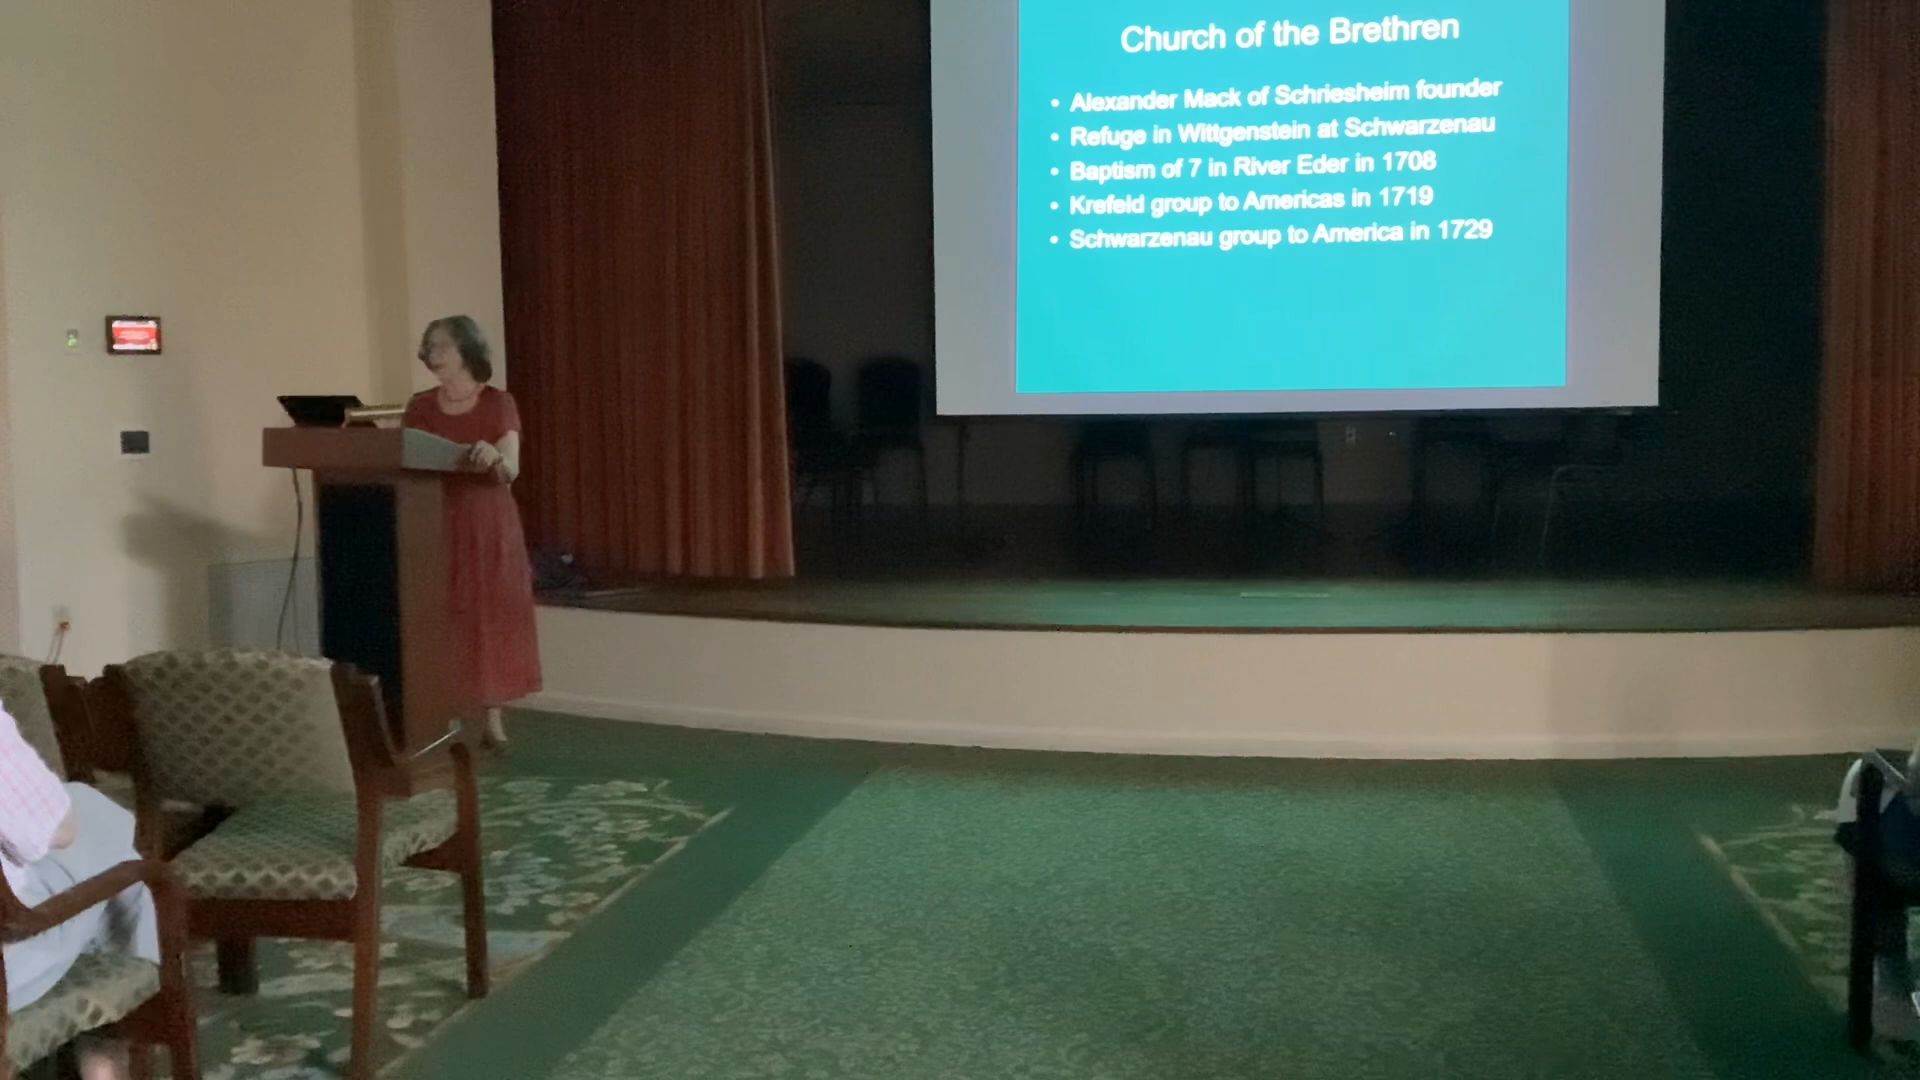 Church of the Brethren
• Alexander Mack of Schriesheim founder
• Refuge in Wittgenstein at Schwarzenau
• Baptism of 7 in River Eder in 1708
• Krefeld group to Americas in 1719
• Schwarzenau group to America in 1729